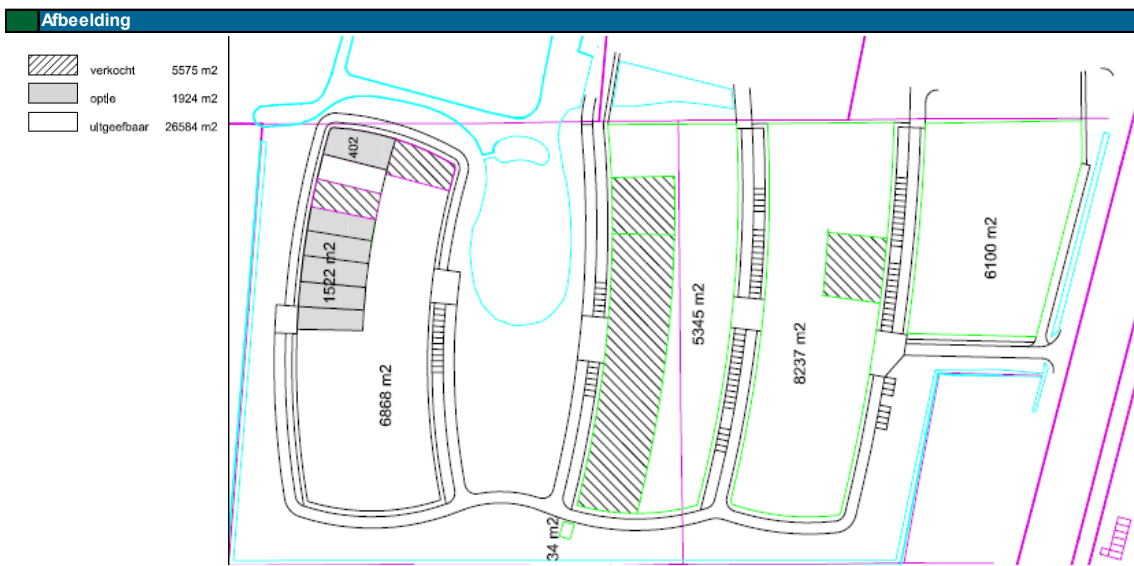 Afbeelding
verkocht 5575 m2
optie 1924 m2
uitgeefbaar 26584 m2
402
1522 m2
6868 m2
5345 m2
8237 m2
6100 m2
34 m2